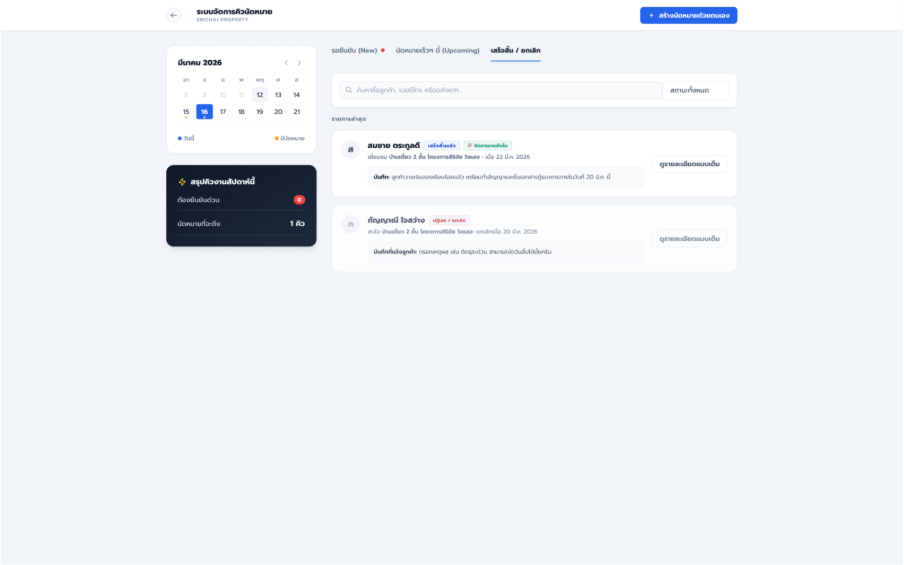 ระบบจัดการคิวนัดหมาย
SRICHAI PROPERTY
+ สร้างนัดหมายด้วยตนเอง
มีนาคม 2026
อา จ อ พ พฤ ศ ส
8 9 10 11 12 13 14
15 16 17 18 19 20 21
วันนี้
มีนัดหมาย
สรุปคิวงานสัปดาห์นี้
ต้องยืนยันด่วน 0
นัดหมายที่จะถึง 1 คิว
รอยืนยัน (New)
นัดหมายเร็วๆ นี้ (Upcoming)
เสร็จสิ้น / ยกเลิก
ค้นหาชื่อลูกค้า, เบอร์โทร หรือรหัสอสังหาฯ..
สถานะทั้งหมด
รายการล่าสุด
ส
สมชาย ตระกูลดี
เสร็จสิ้นแล้ว
ปิดการขายสำเร็จ
เยี่ยมชม บ้านเดี่ยว 2 ชั้น โครงการสิริชัย วิลเลจ · เมื่อ 22 มี.ค. 2026
บันทึก: ลูกค้าวางเงินจองเรียบร้อยแล้ว เตรียมทำสัญญาและยื่นเอกสารกู้ธนาคารภายในวันที่ 20 มี.ค. นี้
ดูรายละเอียดแบบเต็ม
ก
กัญญาณี ใจสว่าง
ปฏิเสธ / ยกเลิก
สนใจ บ้านเดี่ยว 2 ชั้น โครงการสิริชัย วิลเลจ · ยกเลิกเมื่อ 20 มี.ค. 2026
บันทึกที่แจ้งลูกค้า: กรอกเหตุผล เช่น ติดธุระด่วน สามารถนัดวันอื่นได้มั้ยครับ
ดูรายละเอียดแบบเต็ม